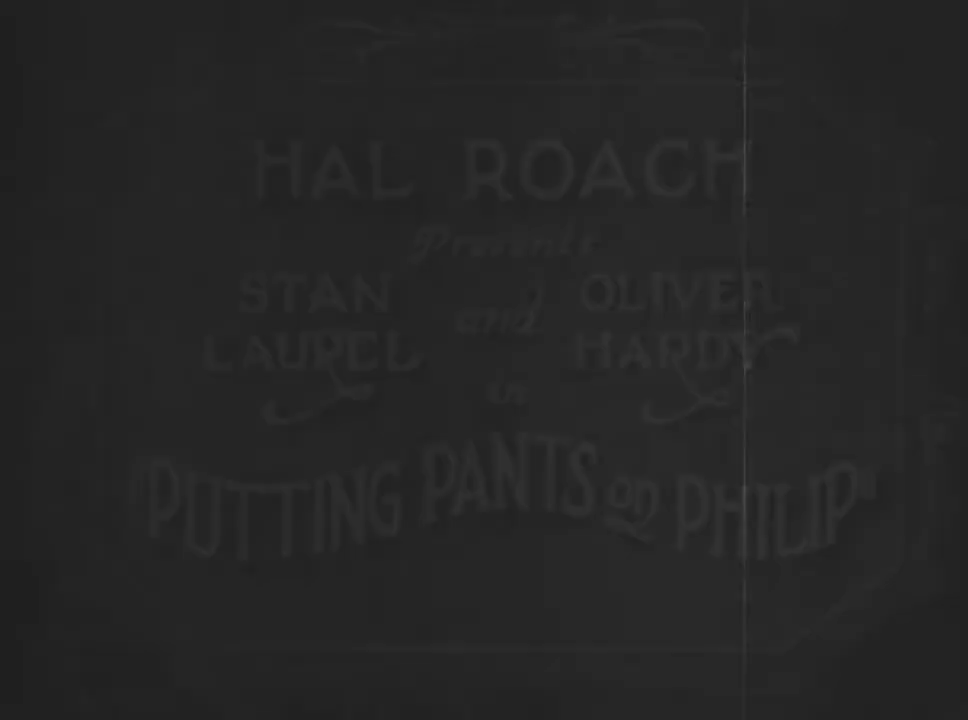 HAL ROACH
Presents
STAN LAUREL and OLIVER HARDY
in
"PUTTING PANTS on PHILIP"